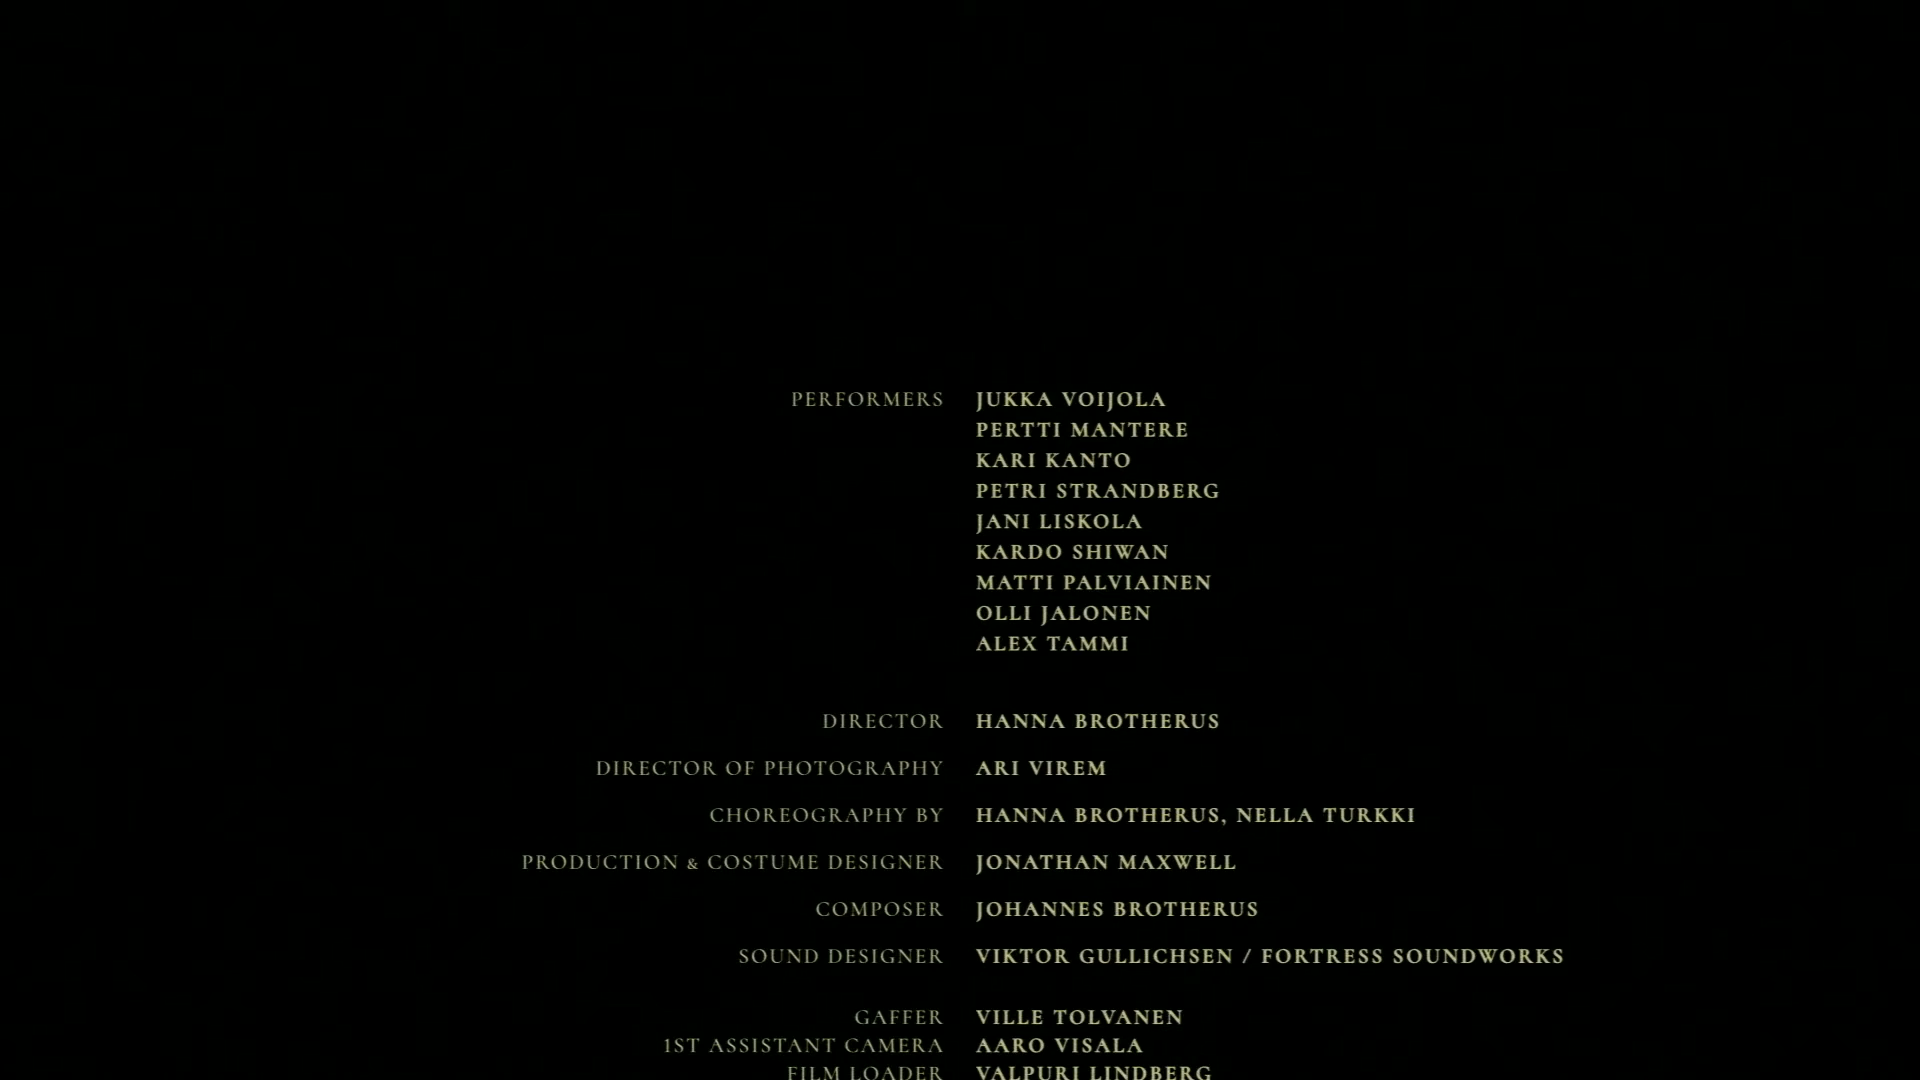 PERFORMERS JUKKA VOIJOLA
PERTTI MANTERE
KARI KANTO
PETRI STRANDBERG
JANI LISKOLA
KARDO SHIWAN
MATTI PALVIAINEN
OLLI JALONEN
ALEX TAMMI
DIRECTOR HANNA BROTHERUS
DIRECTOR OF PHOTOGRAPHY ARI VIREM
CHOREOGRAPHY BY HANNA BROTHERUS, NELLA TURKKI
PRODUCTION & COSTUME DESIGNER JONATHAN MAXWELL
COMPOSER JOHANNES BROTHERUS
SOUND DESIGNER VIKTOR GULLICHSEN / FORTRESS SOUNDWORKS
GAFFER VILLE TOLVANEN
1ST ASSISTANT CAMERA AARO VISALA
FILM LOADER VALPURI LINDBERG